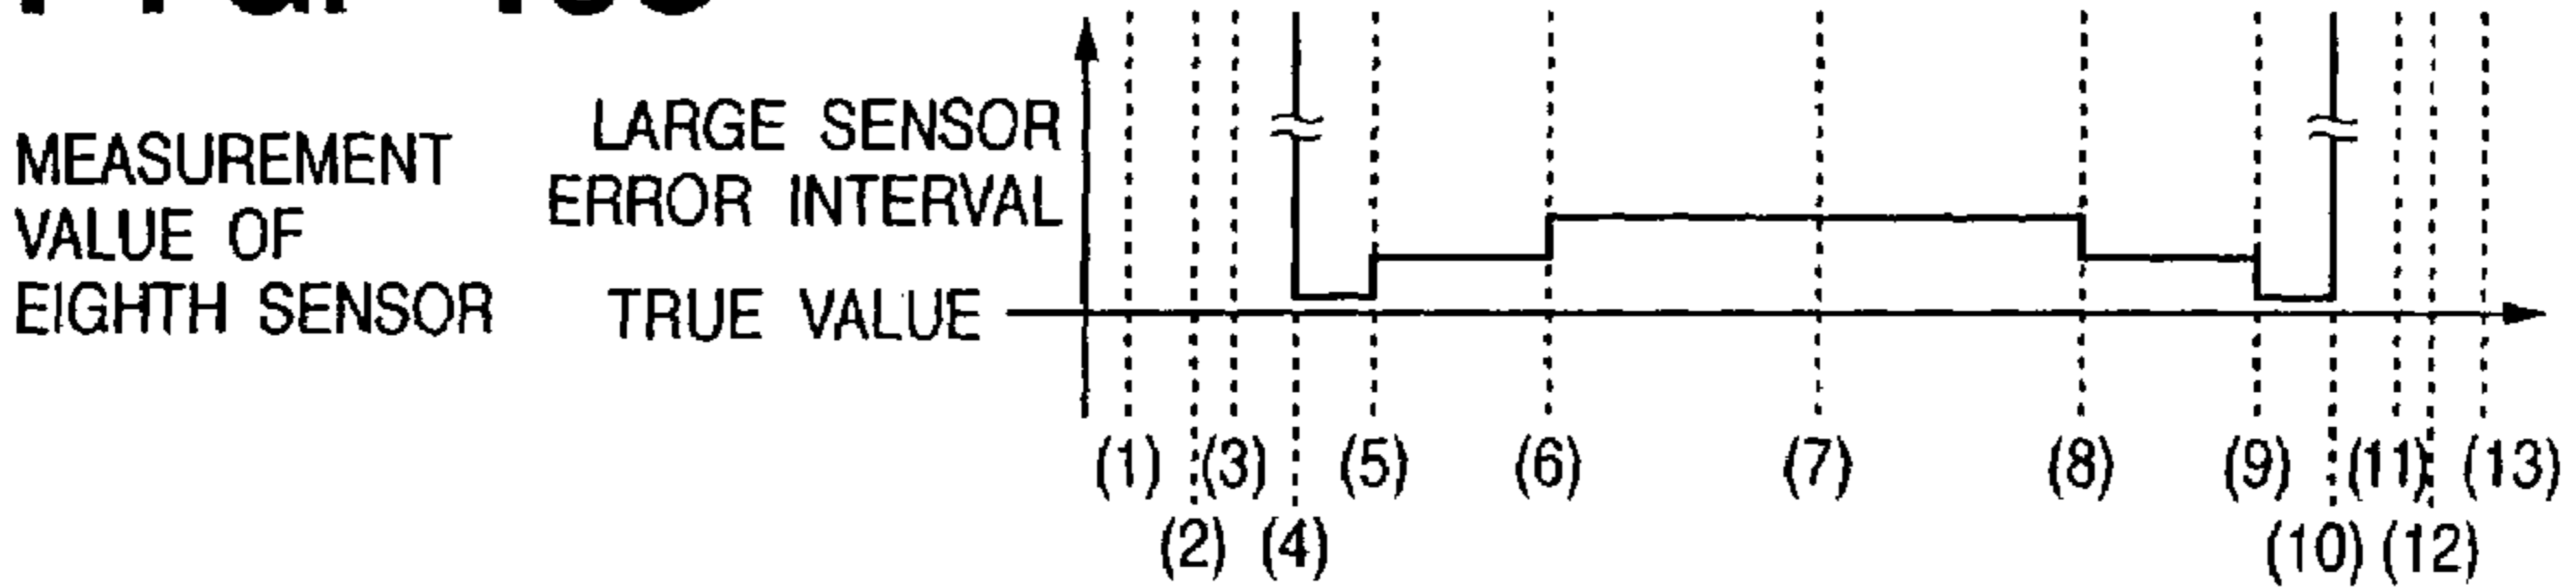 MEASUREMENT
VALUE OF
EIGHTH SENSOR
LARGE SENSOR
ERROR INTERVAL
TRUE VALUE
(1) (3) (5) (6) (7) (8) (9) (11) (13)
(2) (4) (10) (12)